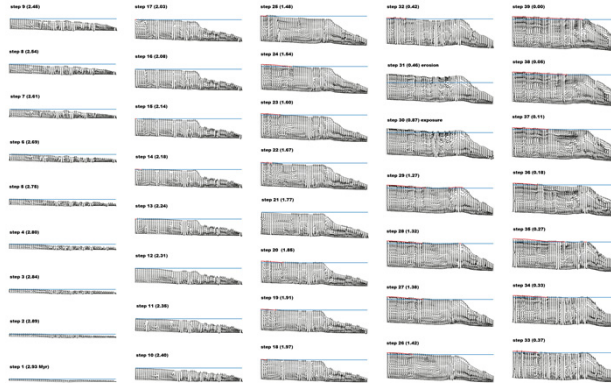 step 9 (2.45)
step 8 (2.54)
step 7 (2.61)
step 6 (2.69)
step 5 (2.75)
step 4 (2.80)
step 3 (2.84)
step 2 (2.89)
step 1 (2.93 Myr)
step 17 (2.03)
step 16 (2.08)
step 15 (2.14)
step 14 (2.18)
step 13 (2.24)
step 12 (2.31)
step 11 (2.38)
step 10 (2.40)
step 25 (1.46)
step 24 (1.54)
step 23 (1.60)
step 22 (1.67)
step 21 (1.77)
step 20 (1.85)
step 19 (1.91)
step 18 (1.97)
step 32 (0.42)
step 31 (0.46) erosion
step 30 (0.87) exposure
step 29 (1.27)
step 28 (1.32)
step 27 (1.38)
step 26 (1.42)
step 39 (0.00)
step 38 (0.05)
step 37 (0.11)
step 36 (0.18)
step 35 (0.27)
step 34 (0.33)
step 33 (0.37)